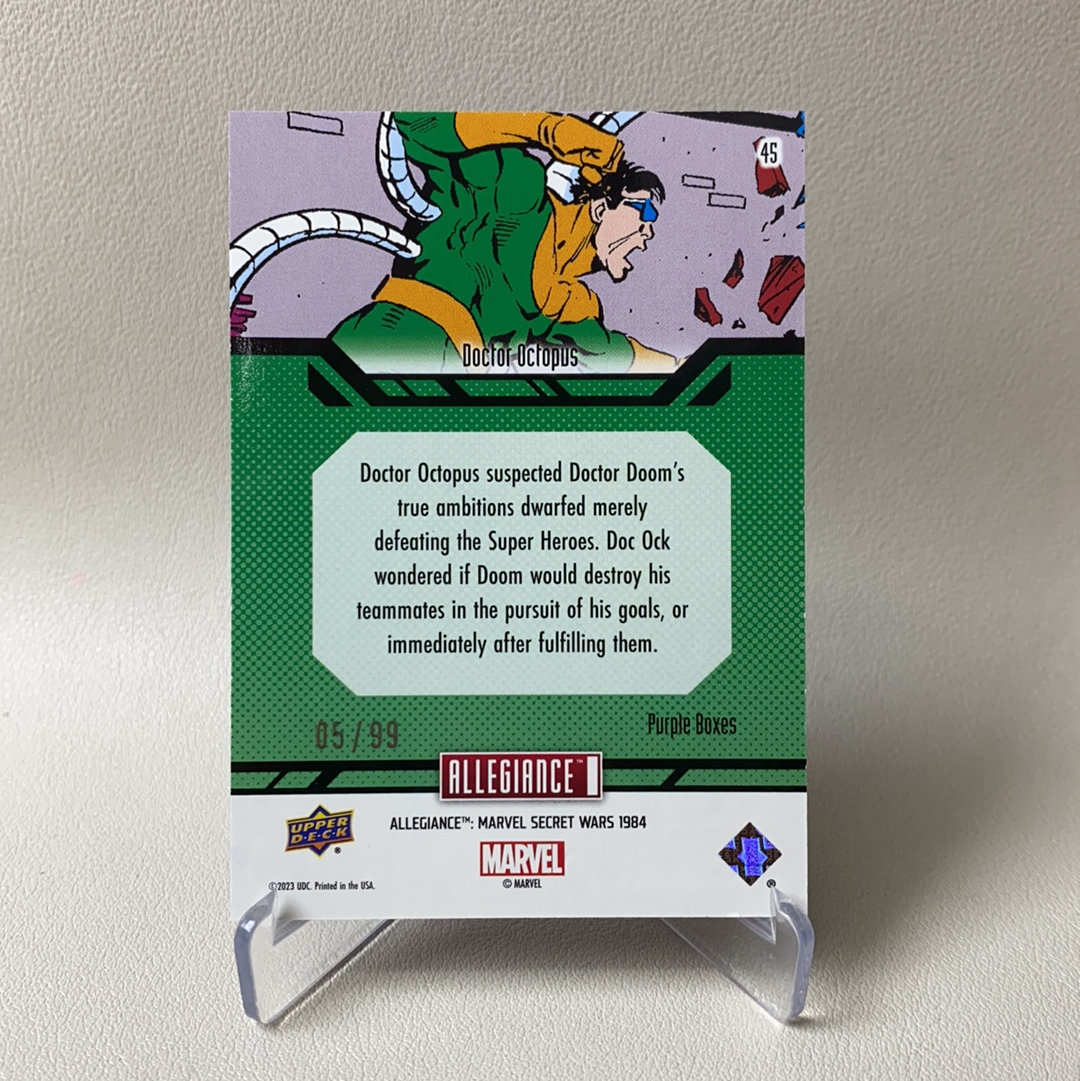 45
Doctor Octopus
Doctor Octopus suspected Doctor Doom's
true ambitions dwarfed merely
defeating the Super Heroes. Doc Ock
wondered if Doom would destroy his
teammates in the pursuit of his goals, or
immediately after fulfilling them.
05/99
Purple Boxes
ALLEGIANCE™
UPPER
D·E·C·K
®
ALLEGIANCE™: MARVEL SECRET WARS 1984
MARVEL
© MARVEL
©2023 UDC. Printed in the USA.
®